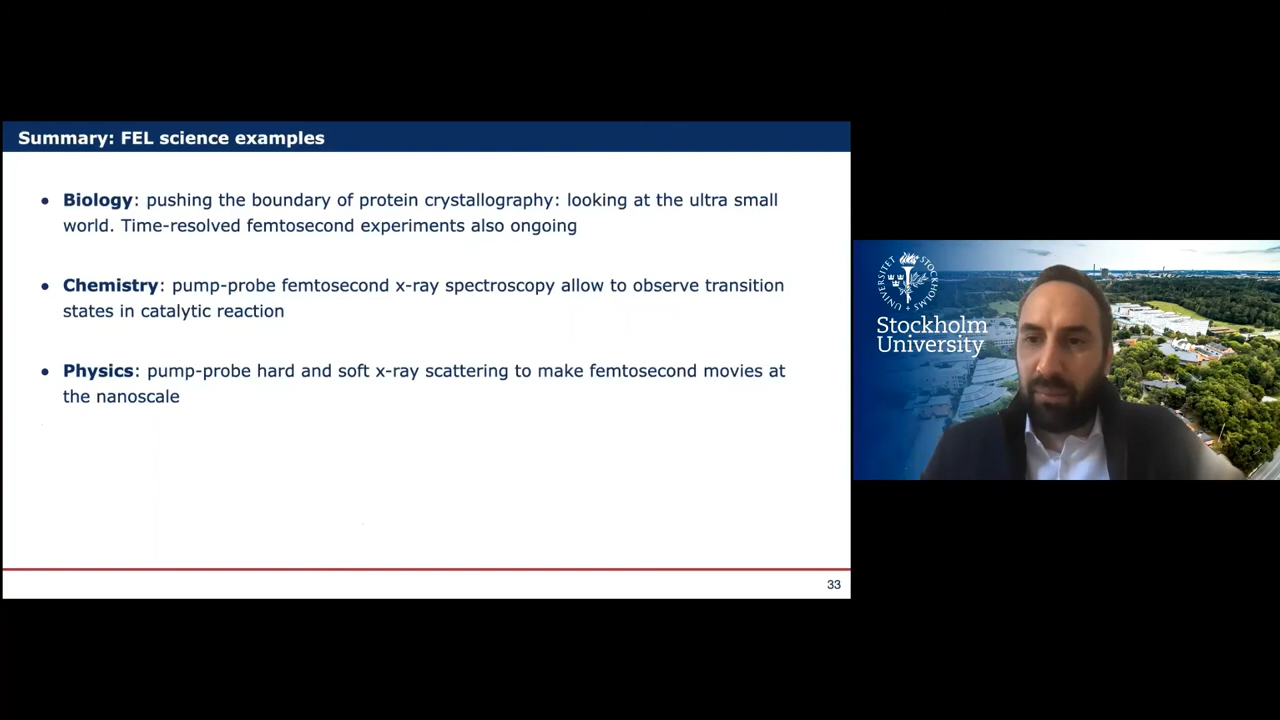 Summary: FEL science examples
• Biology: pushing the boundary of protein crystallography: looking at the ultra small
world. Time-resolved femtosecond experiments also ongoing
• Chemistry: pump-probe femtosecond x-ray spectroscopy allow to observe transition
states in catalytic reaction
• Physics: pump-probe hard and soft x-ray scattering to make femtosecond movies at
the nanoscale
33
STOCKHOLMS UNIVERSITET
Stockholm
University